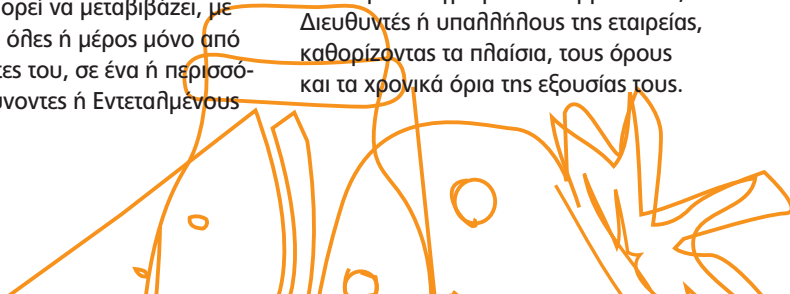 ορεί να μεταβιβάζει, με
όλες ή μέρος μόνο από
τες του, σε ένα ή περισσό-
νοντες ή Εντεταλμένους
Διευθυντές ή υπαλλήλους της εταιρείας,
καθορίζοντας τα πλαίσια, τους όρους
και τα χρονικά όρια της εξουσίας τους.